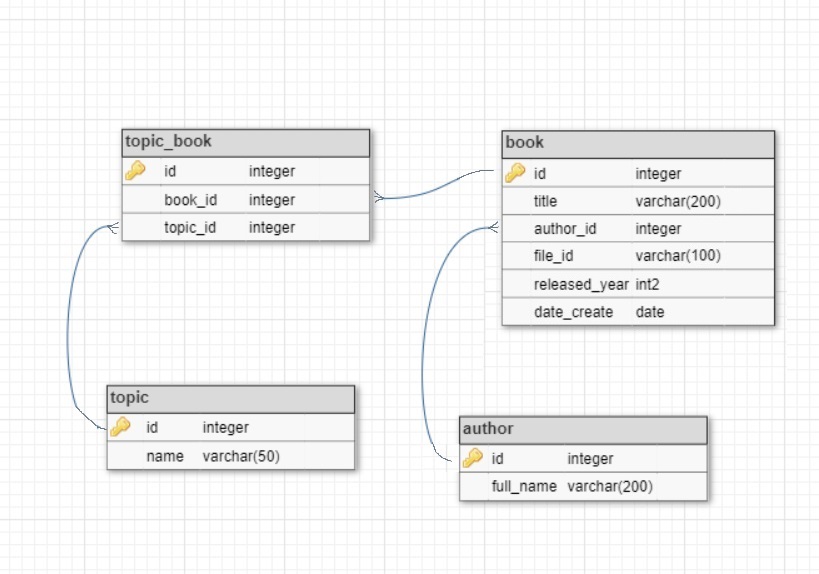 topic_book
id integer
book_id integer
topic_id integer
book
id integer
title varchar(200)
author_id integer
file_id varchar(100)
released_year int2
date_create date
topic
id integer
name varchar(50)
author
id integer
full_name varchar(200)